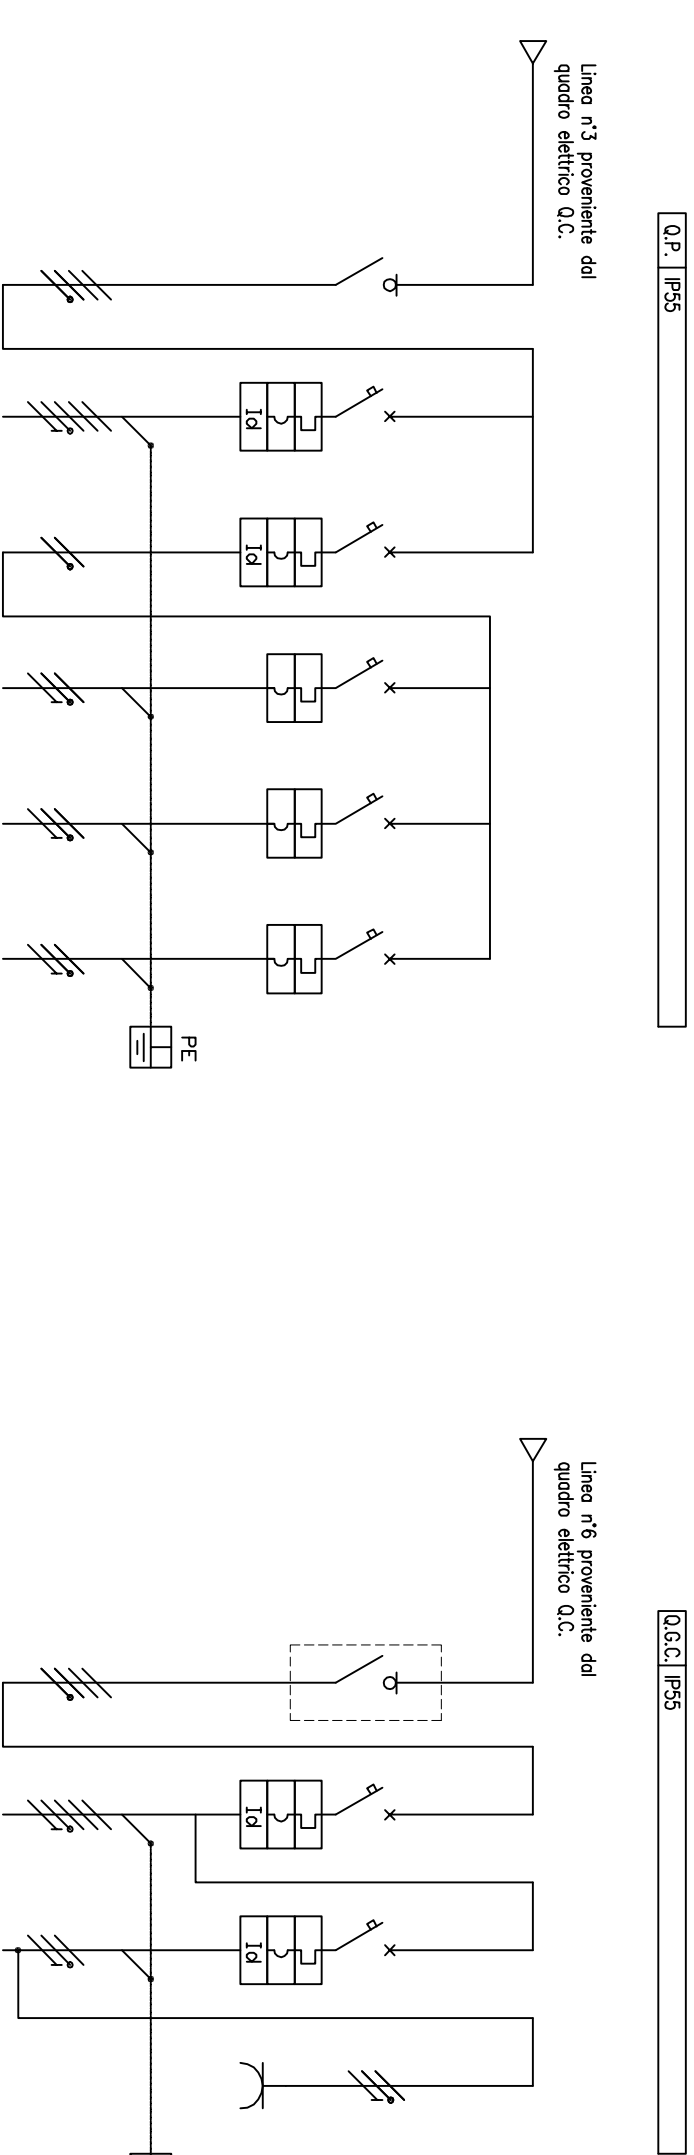 Q.P. IP55
Linea n°3 proveniente dal
quadro elettrico Q.C.
Id
Id
PE
Q.G.C. IP55
Linea n°6 proveniente dal
quadro elettrico Q.C.
Id
Id